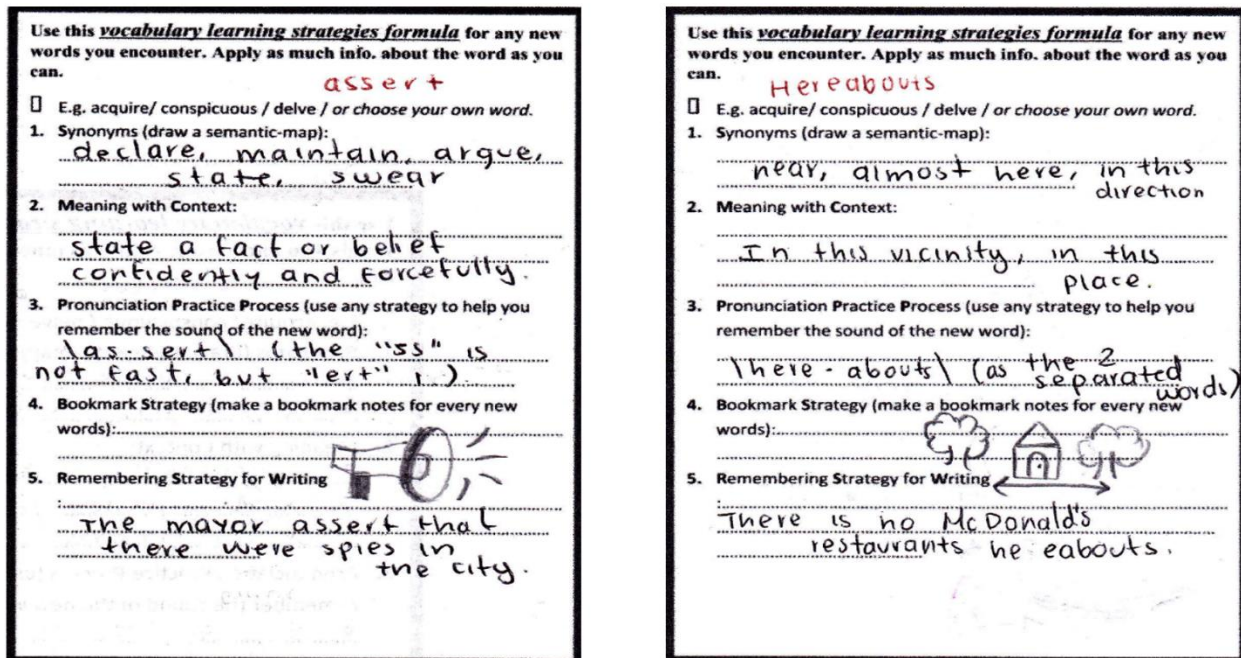 Use this vocabulary learning strategies formula for any new
words you encounter. Apply as much info. about the word as you
can.
assert
E.g. acquire/ conspicuous / delve / or choose your own word.
1. Synonyms (draw a semantic-map):
declare, maintain, argue,
state, swear
2. Meaning with Context:
state a fact or belief
confidently and forcefully.
3. Pronunciation Practice Process (use any strategy to help you
remember the sound of the new word):
\as·sert\ (the "ss" is
not fast, but "ert" ! )
4. Bookmark Strategy (make a bookmark notes for every new
words):
5. Remembering Strategy for Writing
The mayor assert that
there were spies in
the city.
Use this vocabulary learning strategies formula for any new
words you encounter. Apply as much info. about the word as you
can.
Hereabouts
E.g. acquire/ conspicuous / delve / or choose your own word.
1. Synonyms (draw a semantic-map):
near, almost here, in this
direction
2. Meaning with Context:
In this vicinity, in this
place.
3. Pronunciation Practice Process (use any strategy to help you
remember the sound of the new word):
\here-abouts\ (as the 2
separated
words)
4. Bookmark Strategy (make a bookmark notes for every new
words):
5. Remembering Strategy for Writing
There is no McDonald's
restaurants he eabouts.